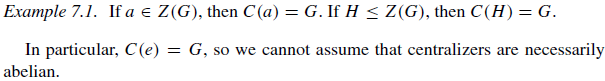 Example 7.1. If a ∈ Z(G), then C(a) = G. If H ≤ Z(G), then C(H) = G.
In particular, C(e) = G, so we cannot assume that centralizers are necessarily
abelian.